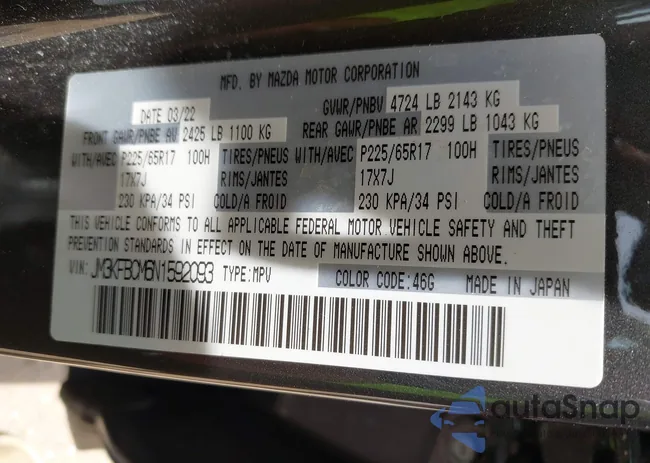 MFD. BY MAZDA MOTOR CORPORATION
DATE 03/22 GVWR/PNBV 4724 LB 2143 KG
FRONT GAWR/PNBE AV 2425 LB 1100 KG REAR GAWR/PNBE AR 2299 LB 1043 KG
WITH/AVEC P225/65R17 100H TIRES/PNEUS WITH/AVEC P225/65R17 100H TIRES/PNEUS
17X7J RIMS/JANTES 17X7J RIMS/JANTES
230 KPA/34 PSI COLD/A FROID 230 KPA/34 PSI COLD/A FROID
THIS VEHICLE CONFORMS TO ALL APPLICABLE FEDERAL MOTOR VEHICLE SAFETY AND THEFT
PREVENTION STANDARDS IN EFFECT ON THE DATE OF MANUFACTURE SHOWN ABOVE.
VIN: JM3KFBCM6N1592093 TYPE:MPV COLOR CODE:46G MADE IN JAPAN
autoSnap